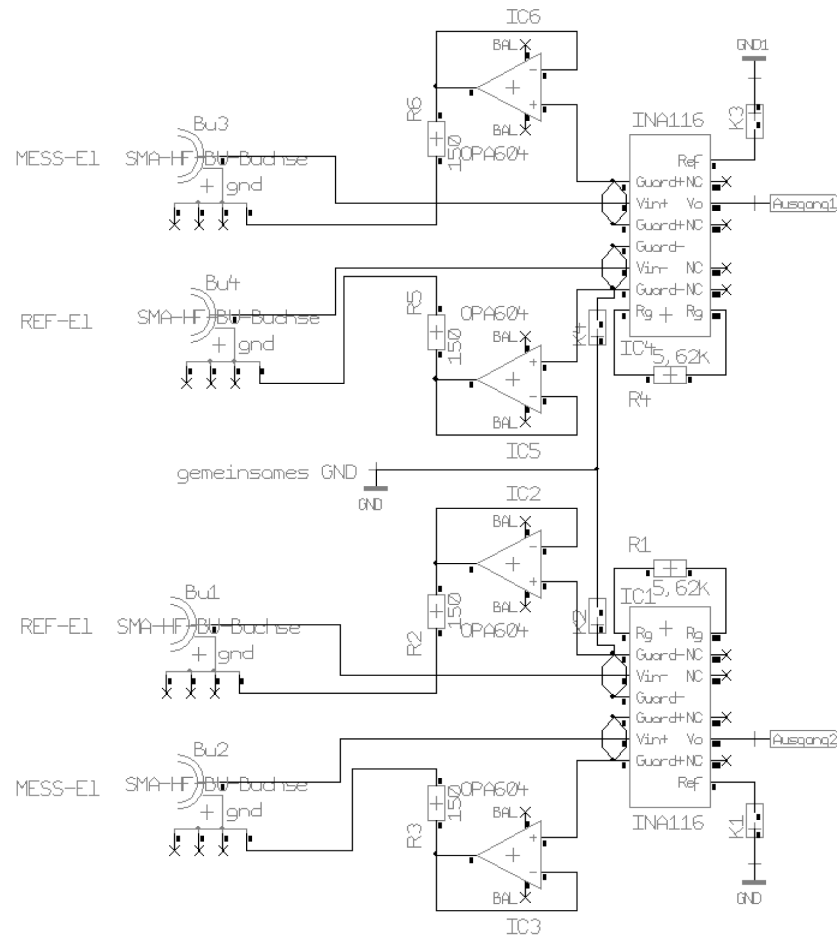 IC6
BAL
GND1
R6
150
K3
BAL
OPA604
INA116
Bu3
MESS-El
SMA-HF-BW-Buchse
gnd
Ref
Guard+ NC
Vin+ Vo
Ausgang1
Guard+ NC
Guard-
Vin- NC
Guard- NC
Rg Rg
Bu4
REF-El
SMA-HF-BW-Buchse
gnd
R5
150
OPA604
K4
IC4
5,62K
R4
BAL
BAL
IC5
gemeinsames GND
GND
IC2
BAL
R1
5,62K
BAL
R2
150
OPA604
K2
IC1
Bu1
REF-El
SMA-HF-BW-Buchse
gnd
Rg Rg
Guard- NC
Vin- NC
Guard-
Guard+ NC
Vin+ Vo
Ausgang2
Guard+ NC
Ref
INA116
Bu2
MESS-El
SMA-HF-BW-Buchse
gnd
R3
150
OPA604
BAL
BAL
K1
GND
IC3